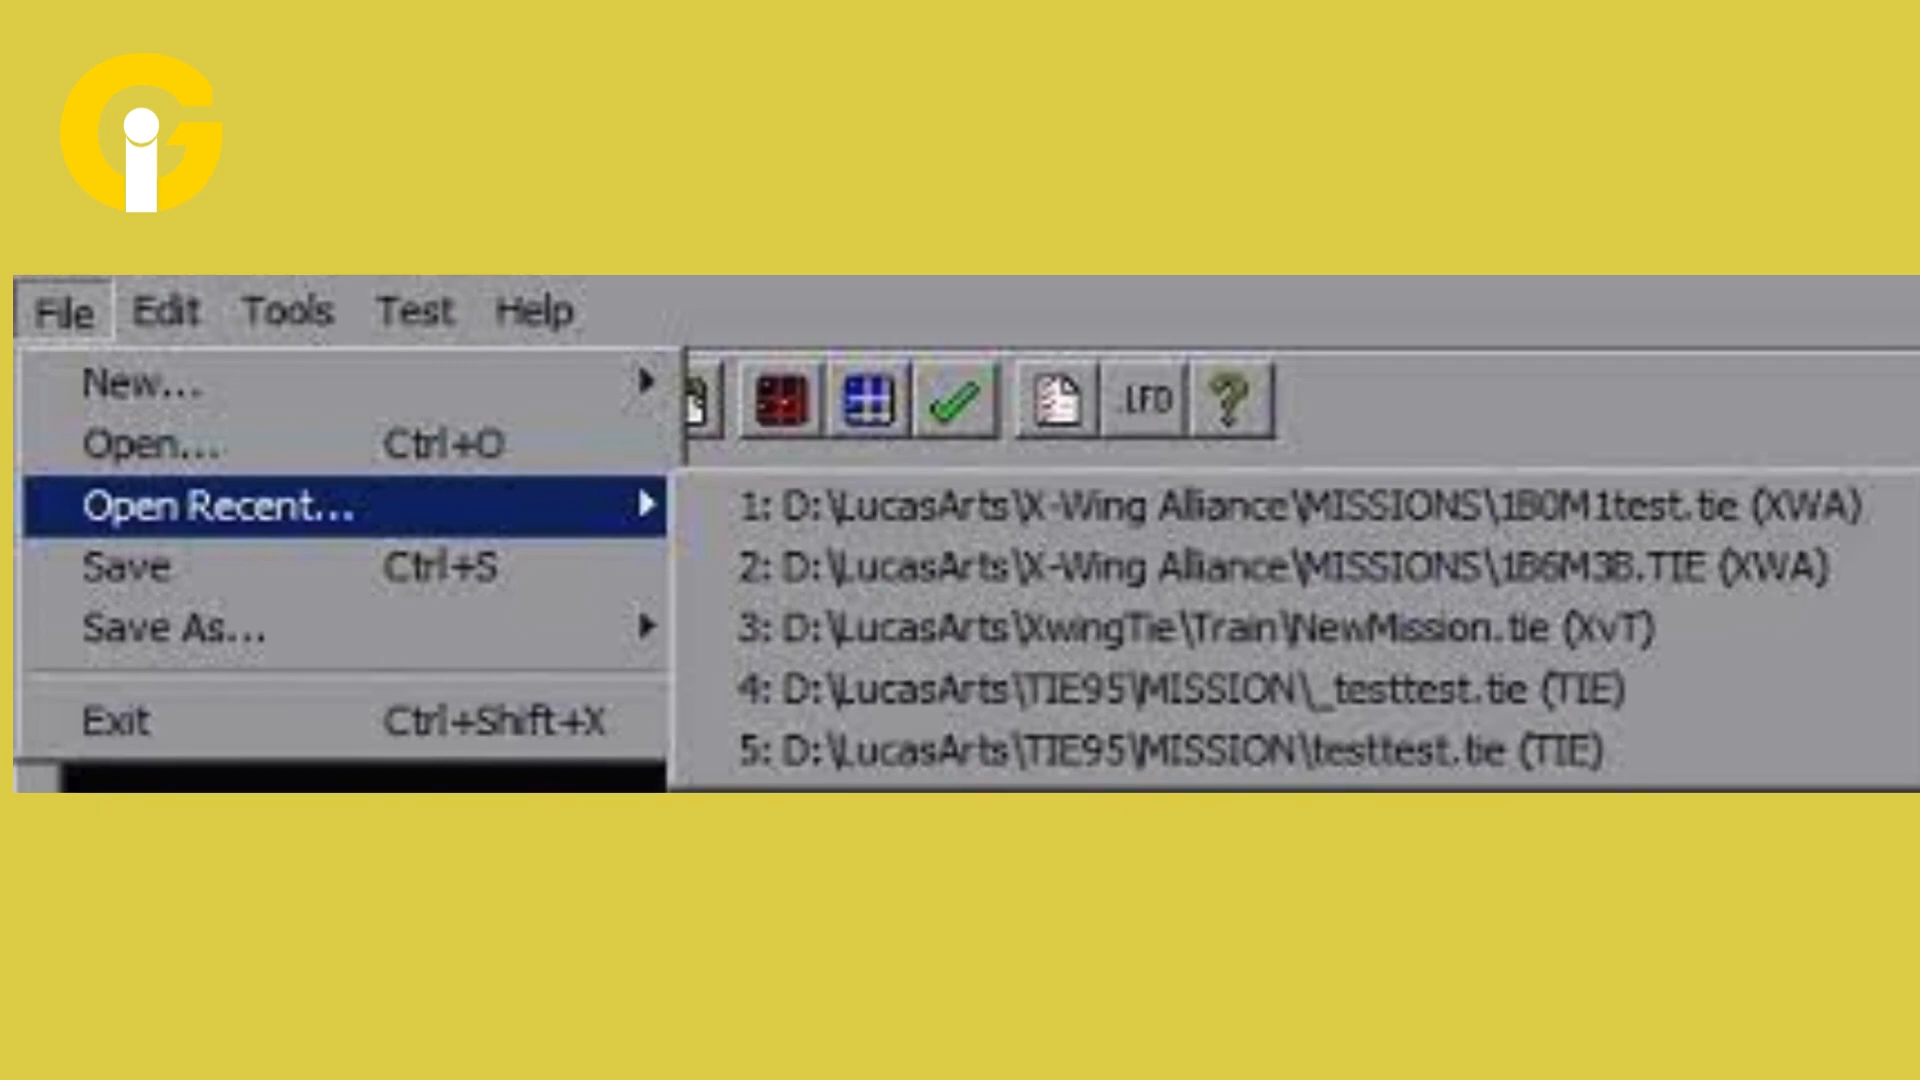 Gi
File Edit Tools Test Help
New...
Open... Ctrl+O
Open Recent...
Save Ctrl+S
Save As...
Exit Ctrl+Shift+X
.LFD ?
1: D:\LucasArts\X-Wing Alliance\MISSIONS\1B0M1test.tie (XWA)
2: D:\LucasArts\X-Wing Alliance\MISSIONS\1B6M3B.TIE (XWA)
3: D:\LucasArts\XwingTie\Train\NewMission.tie (XvT)
4: D:\LucasArts\TIE95\MISSION\_testtest.tie (TIE)
5: D:\LucasArts\TIE95\MISSION\testtest.tie (TIE)